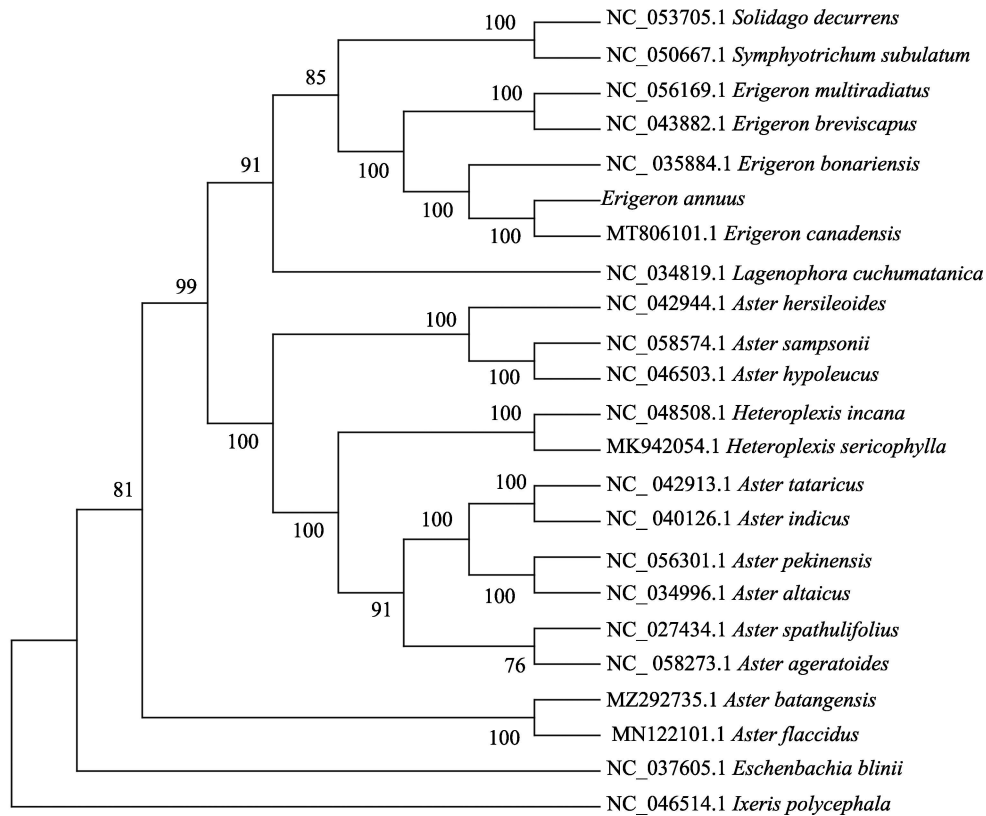 100
NC_053705.1 Solidago decurrens
NC_050667.1 Symphyotrichum subulatum
85
100
NC_056169.1 Erigeron multiradiatus
NC_043882.1 Erigeron breviscapus
100
91
NC_ 035884.1 Erigeron bonariensis
100
Erigeron annuus
100
MT806101.1 Erigeron canadensis
NC_034819.1 Lagenophora cuchumatanica
99
NC_042944.1 Aster hersileoides
100
NC_058574.1 Aster sampsonii
100
NC_046503.1 Aster hypoleucus
100
100
NC_048508.1 Heteroplexis incana
MK942054.1 Heteroplexis sericophylla
81
100
NC_ 042913.1 Aster tataricus
100
100
NC_ 040126.1 Aster indicus
NC_056301.1 Aster pekinensis
100
NC_034996.1 Aster altaicus
91
NC_027434.1 Aster spathulifolius
76
NC_ 058273.1 Aster ageratoides
MZ292735.1 Aster batangensis
100
MN122101.1 Aster flaccidus
NC_037605.1 Eschenbachia blinii
NC_046514.1 Ixeris polycephala